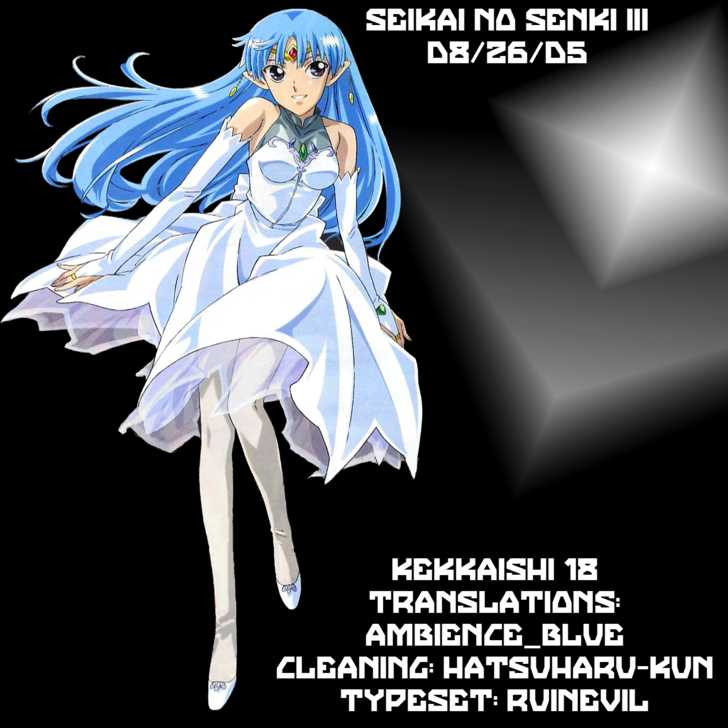 SEIKAI NO SENKI III
08/26/05
KEKKAISHI 18
TRANSLATIONS:
AMBIENCE_BLUE
CLEANING: HATSUHARU-KUN
TYPESET: RUINEVIL